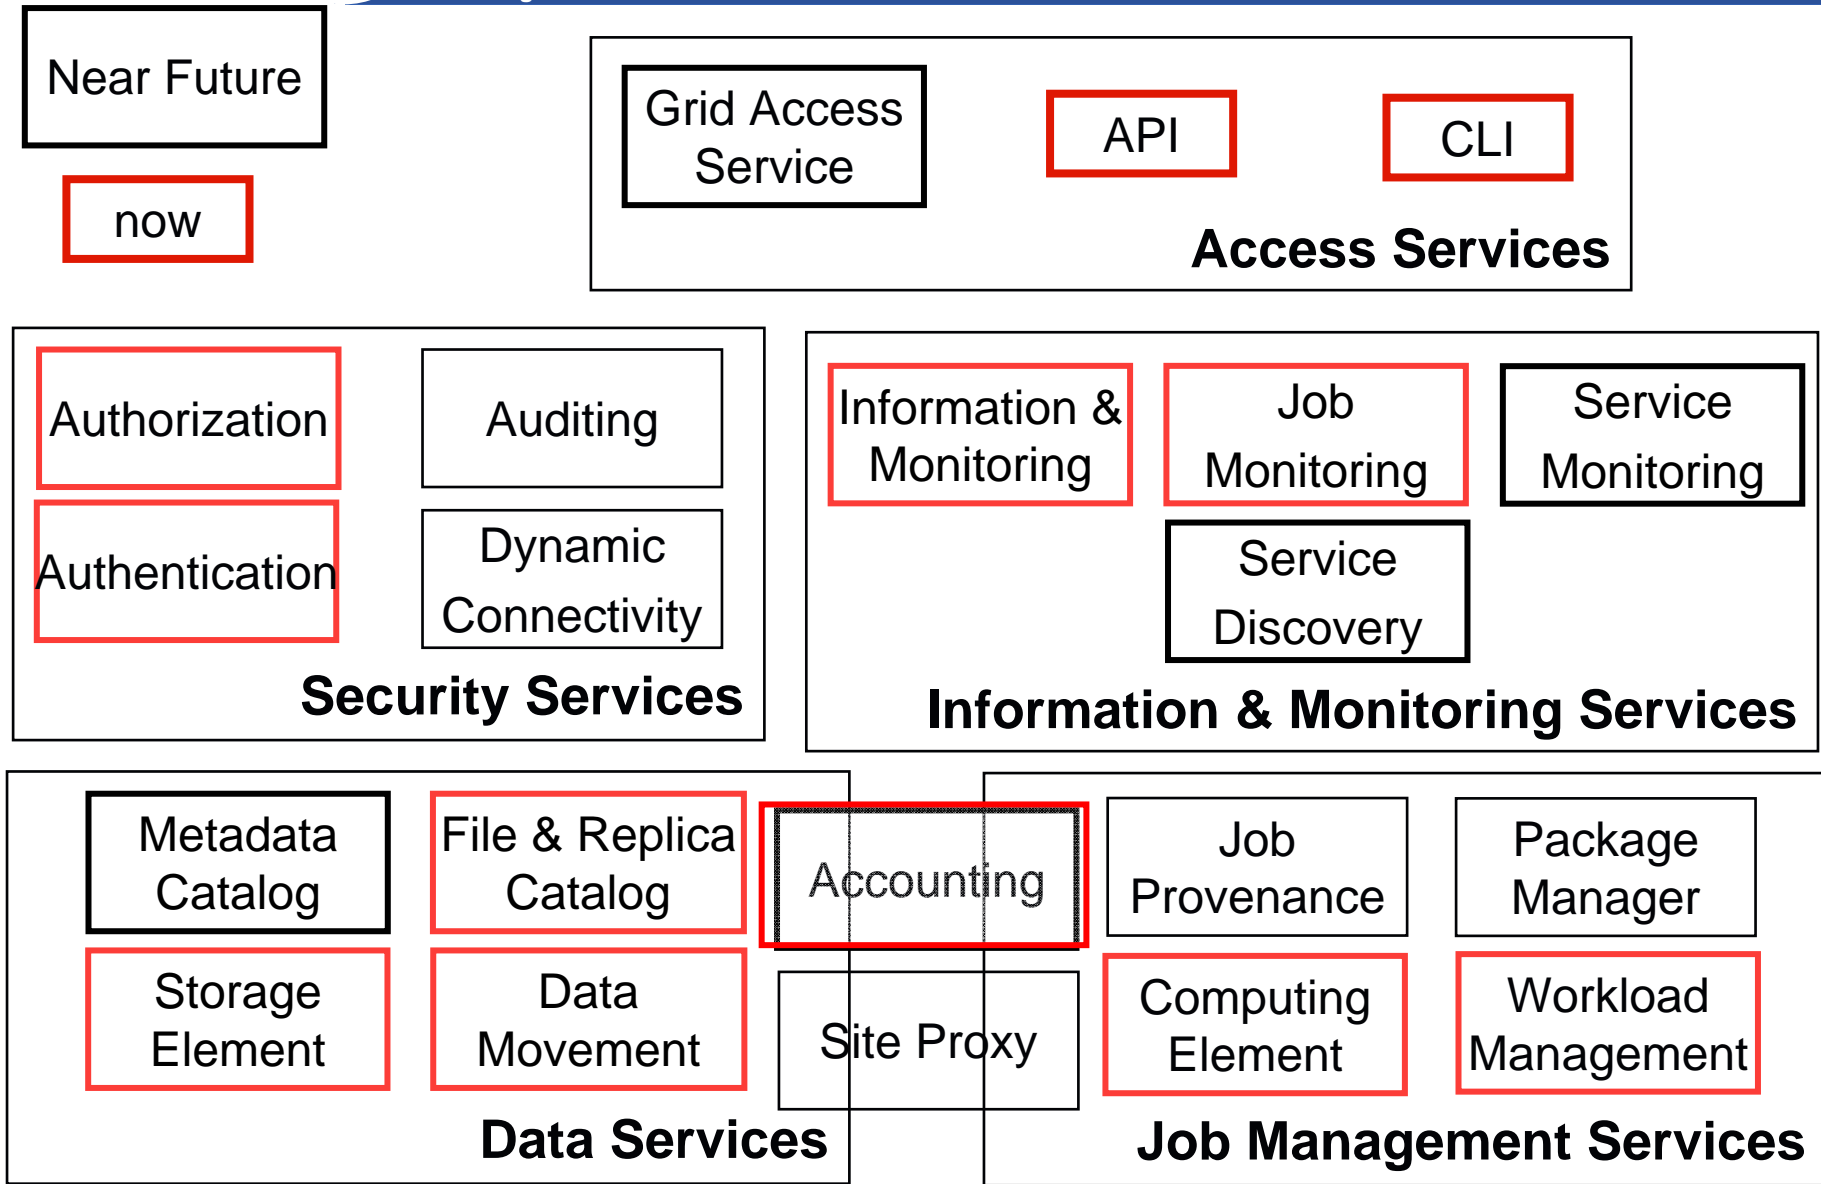 Near Future
now
Grid Access
Service
API
CLI
Access Services
Authorization
Auditing
Authentication
Dynamic
Connectivity
Security Services
Information &
Monitoring
Job
Monitoring
Service
Monitoring
Service
Discovery
Information & Monitoring Services
Metadata
Catalog
File & Replica
Catalog
Storage
Element
Data
Movement
Data Services
Accounting
Site Proxy
Job
Provenance
Package
Manager
Computing
Element
Workload
Management
Job Management Services